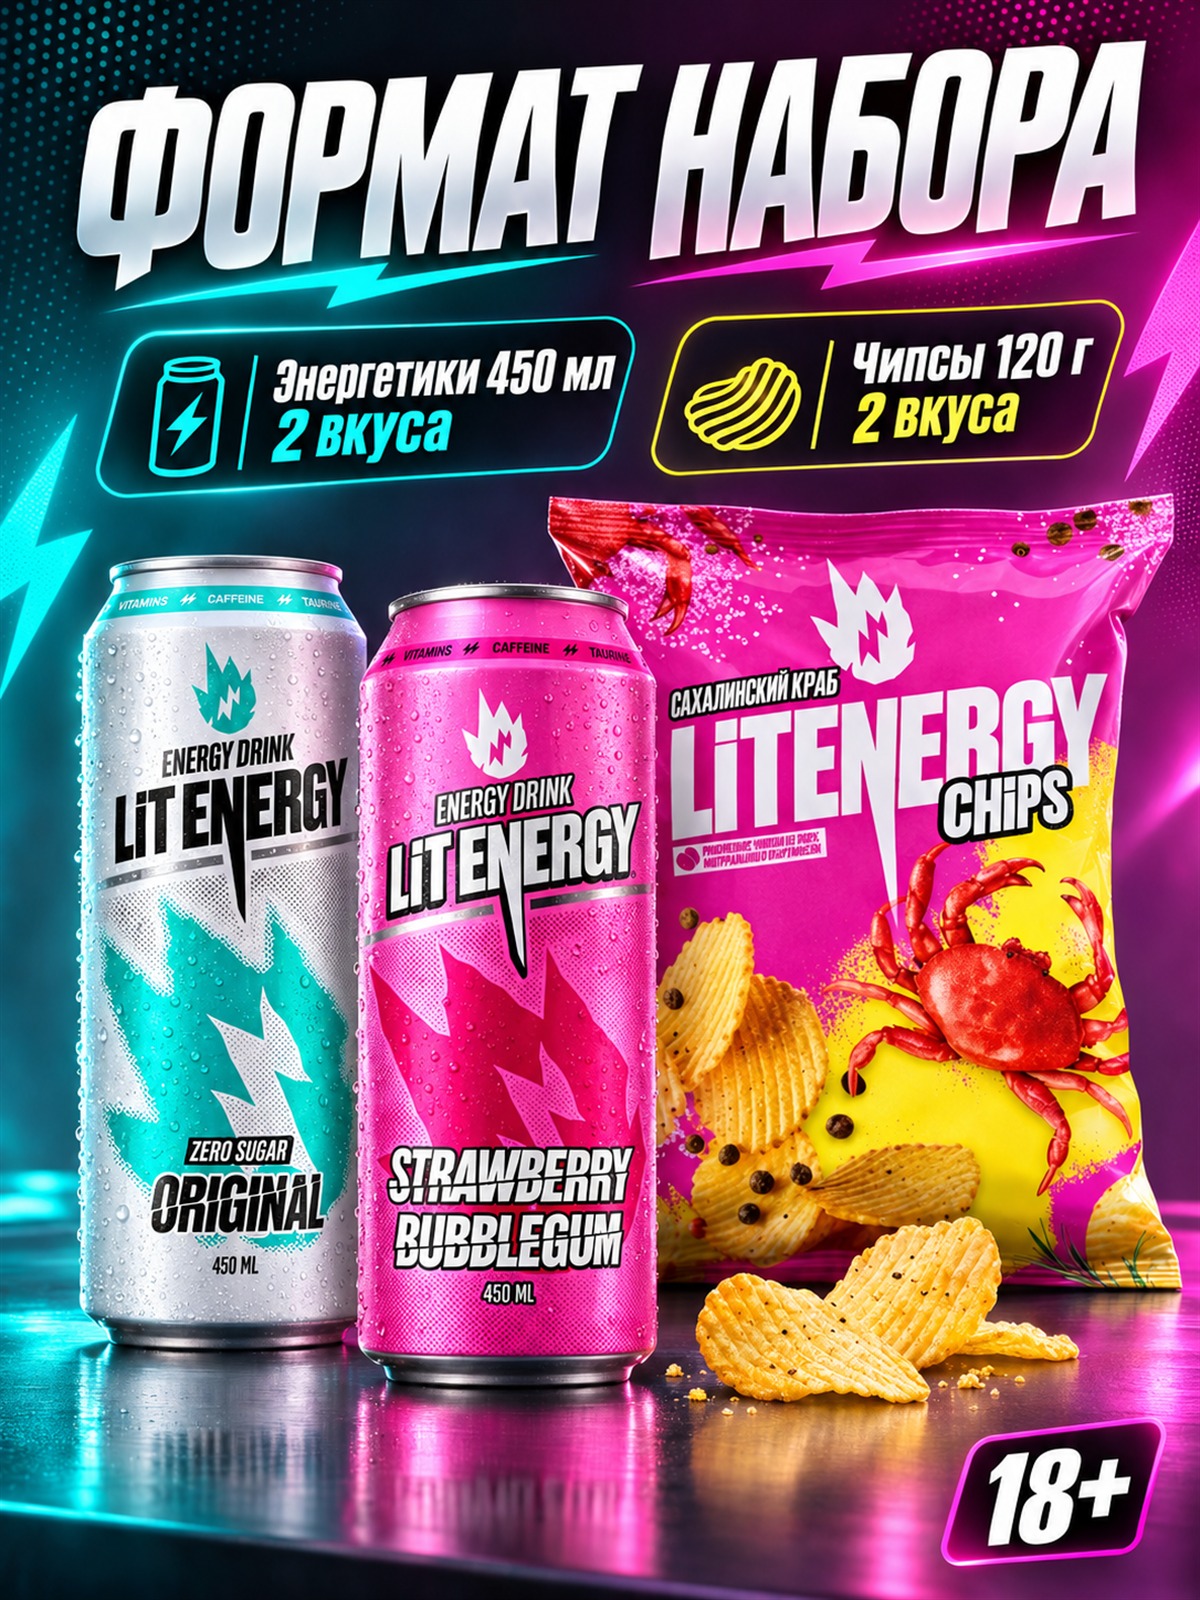 ФОРМАТ НАБОРА
Энергетики 450 мл
2 вкуса
Чипсы 120 г
2 вкуса
VITAMINS CAFFEINE TAURINE
ENERGY DRINK
LiT ENERGY
ZERO SUGAR
ORIGINAL
450 ML
VITAMINS CAFFEINE TAURINE
ENERGY DRINK
LiT ENERGY
STRAWBERRY
BUBBLEGUM
450 ML
САХАЛИНСКИЙ КРАБ
LiTENERGY
CHiPS
18+